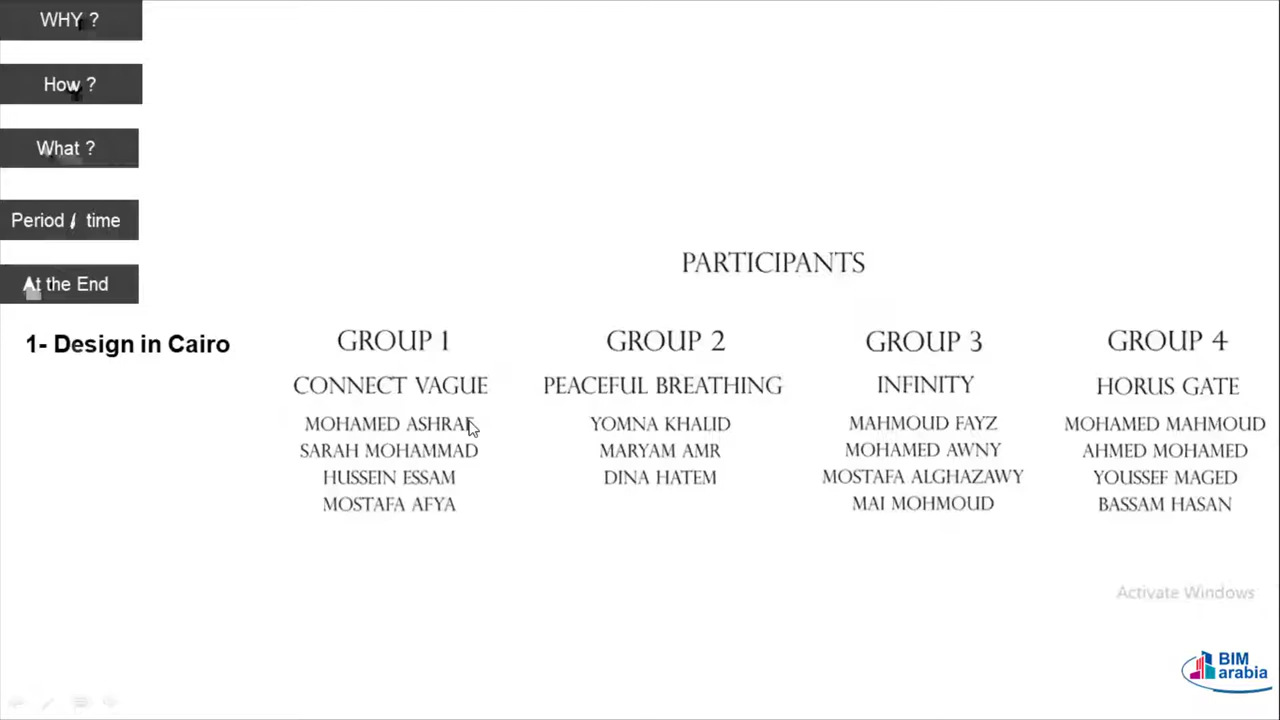 WHY ?
How ?
What ?
Period / time
At the End
1- Design in Cairo
PARTICIPANTS
GROUP 1
CONNECT VAGUE
MOHAMED ASHRAF
SARAH MOHAMMAD
HUSSEIN ESSAM
MOSTAFA AFYA
GROUP 2
PEACEFUL BREATHING
YOMNA KHALID
MARYAM AMR
DINA HATEM
GROUP 3
INFINITY
MAHMOUD FAYZ
MOHAMED AWNY
MOSTAFA ALGHAZAWY
MAI MOHMOUD
GROUP 4
HORUS GATE
MOHAMED MAHMOUD
AHMED MOHAMED
YOUSSEF MAGED
BASSAM HASAN
Activate Windows
BIM
arabia